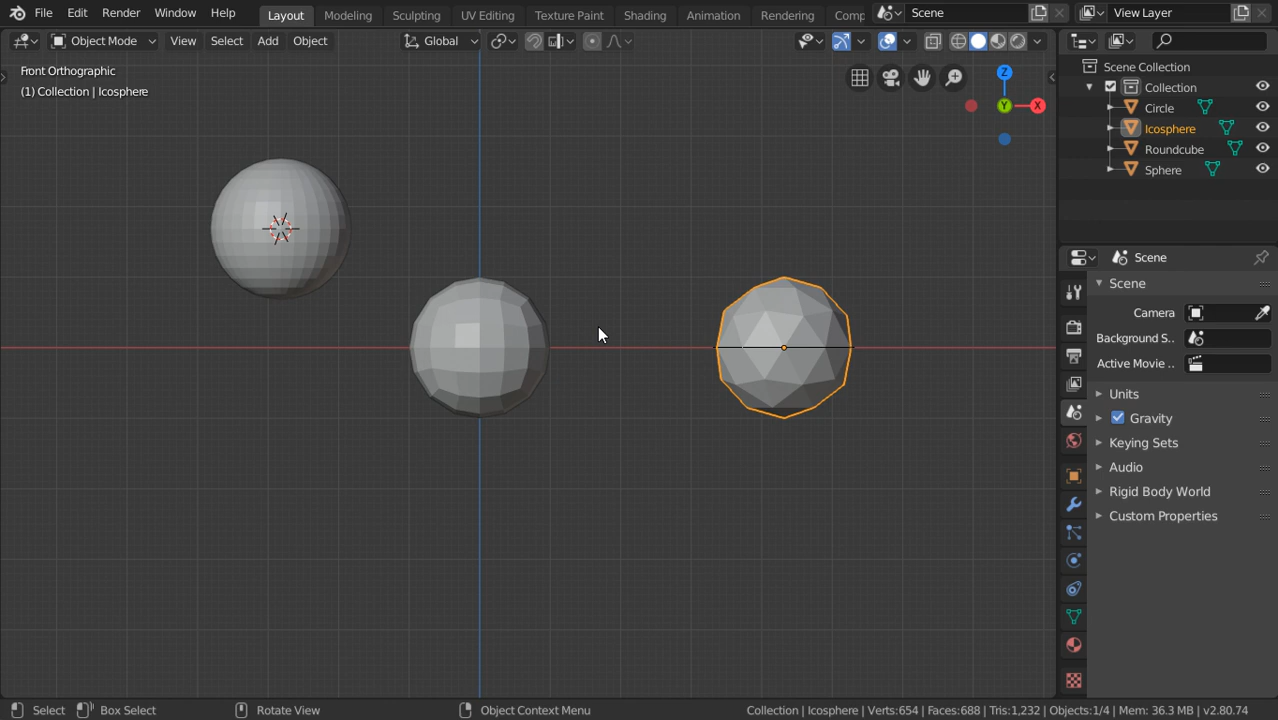 File Edit Render Window Help Layout Modeling Sculpting UV Editing Texture Paint Shading Animation Rendering Comp Scene View Layer
Object Mode View Select Add Object Global
Front Orthographic
(1) Collection | Icosphere
Z
Y
X
Scene Collection
Collection
Circle
Icosphere
Roundcube
Sphere
Scene
Scene
Camera
Background S..
Active Movie ..
Units
Gravity
Keying Sets
Audio
Rigid Body World
Custom Properties
Select Box Select Rotate View Object Context Menu Collection | Icosphere | Verts:654 | Faces:688 | Tris:1,232 | Objects:1/4 | Mem: 36.3 MB | v2.80.74